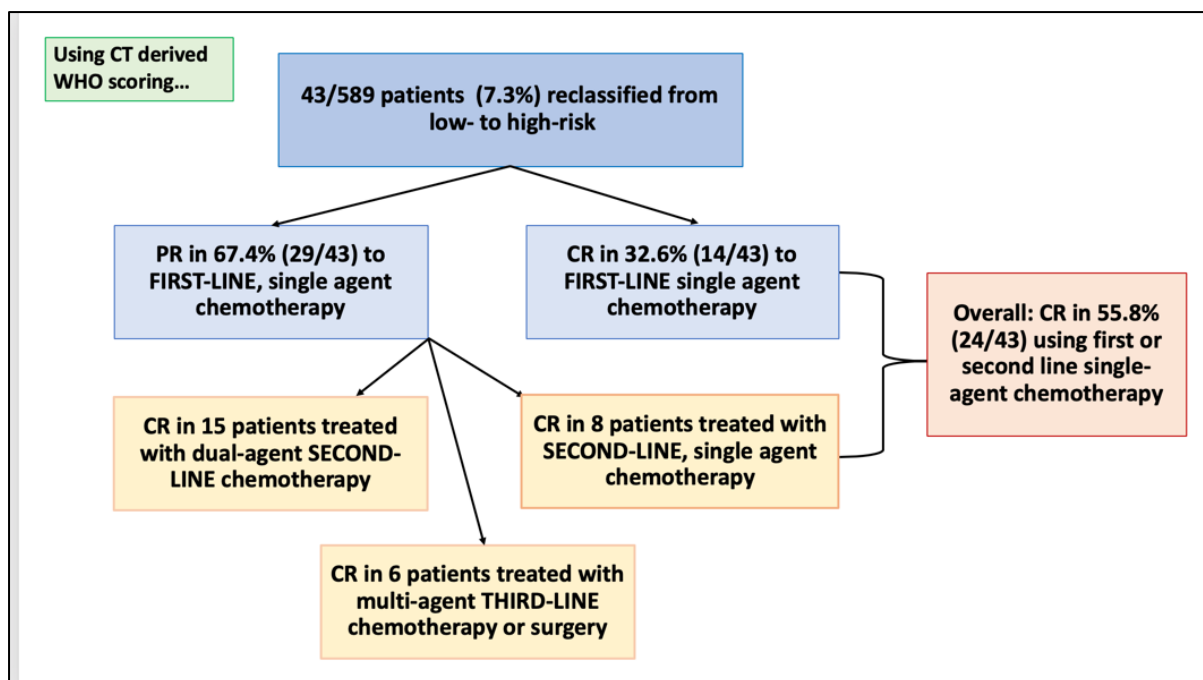 Using CT derived
WHO scoring...
43/589 patients  (7.3%) reclassified from
low- to high-risk
PR in 67.4% (29/43) to
FIRST-LINE, single agent
chemotherapy
CR in 32.6% (14/43) to
FIRST-LINE single agent
chemotherapy
Overall: CR in 55.8%
(24/43) using first or
second line single-
agent chemotherapy
CR in 15 patients treated
with dual-agent SECOND-
LINE chemotherapy
CR in 8 patients treated with
SECOND-LINE, single agent
chemotherapy
CR in 6 patients treated with
multi-agent THIRD-LINE
chemotherapy or surgery